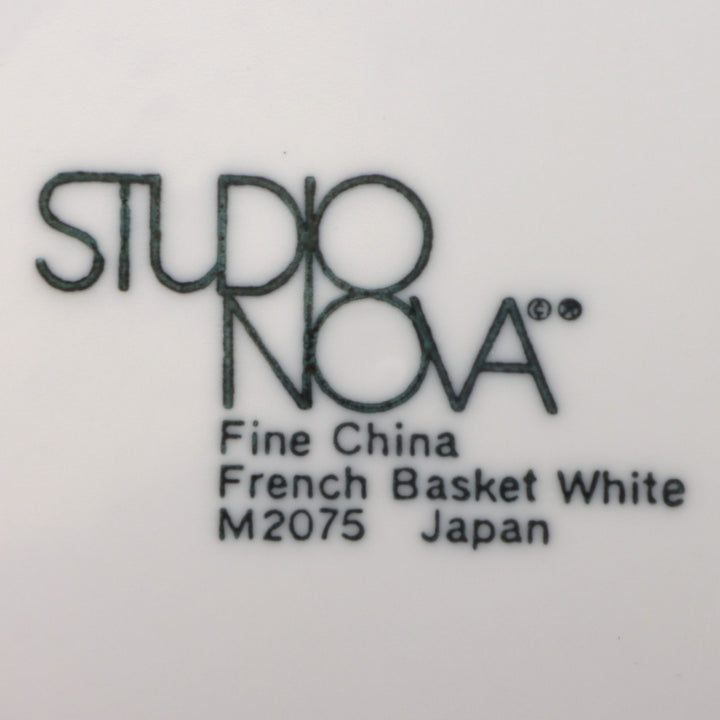 STUDIO
NOVA ©
Fine China
French Basket White
M2075 Japan